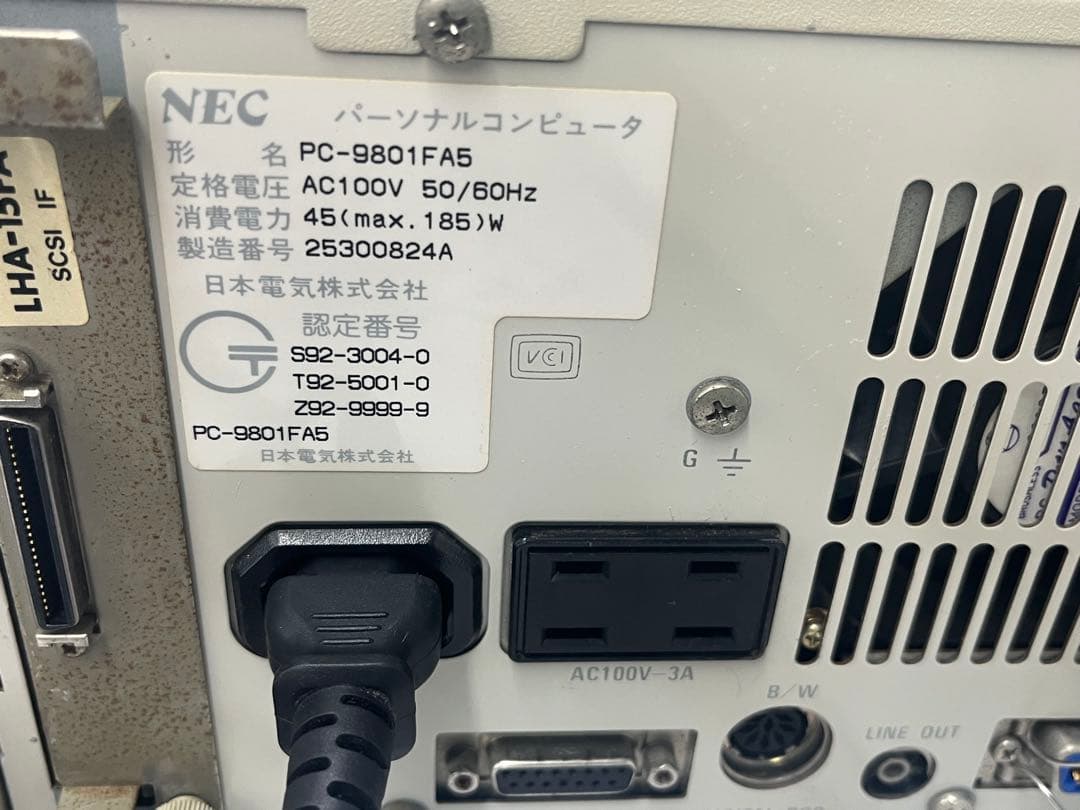 NEC パーソナルコンピュータ
形 名 PC-9801FA5
定格電圧 AC100V 50/60Hz
消費電力 45(max.185)W
製造番号 25300824A
日本電気株式会社
認定番号
S92-3004-0
T92-5001-0
Z92-9999-9
PC-9801FA5
日本電気株式会社
VCCI
LHA-15FA
SCSI IF
G
AC100V-3A
B/W
LINE OUT
BRUSHLESS